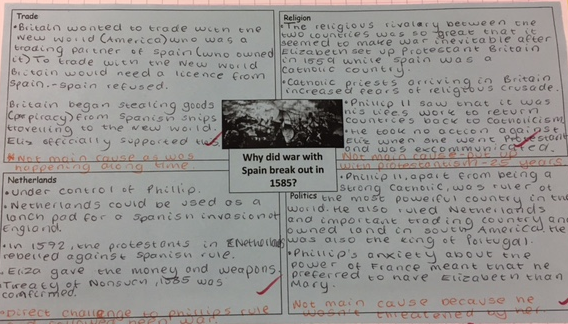 Trade
• Britain wanted to trade with the
New world (America) who was a
trading partner of Spain (who owned
it) To trade with the New World
Britain would need a licence from
Spain. - Spain refused.
Britain began stealing goods
(piracy) from Spanish ships
travelling to the New World.
Eliz officially supported this
*Not main cause as was
happening along time
Religion
• The religious rivalary between the
two countries was so great that it
seemed to make war inevitable after
Elizabeth set up Protestant Britain
in 1559 while Spain was a
Catholic country.
• Catholic priests arriving in Britain
increased fears of religious crusade.
• Phillip II saw that it was
his life's work to return
countries back to Catholicism
• He took no action against
Eliz when she went
and was excommunicated.
Not main cause - put up
with protestantism - 25 years.
Why did war with
Spain break out in
1585?
Netherlands
• under control of Phillip.
• Netherlands could be used as a
lanch pad for a spanish invasion of
England.
• In 1592, the protestants in Netherlands
rebelled against Spanish rule.
• Eliza gave the money and weapons.
• Treaty of Nonsuch, 1585 was
confirmed.
• Direct challenge to phillips rule
Politics
• Phillip II, apart from being a
strong Catholic, was ruler of
the most powerful country in the
world. He also ruled Netherlands
and important trading country and
owned land in south America. He
was also the king of Portugal.
• Phillip's anxiety about the
power of France meant that he
preferred to have Elizabeth than
Mary.
Not main cause because he
wasn't threatened by her